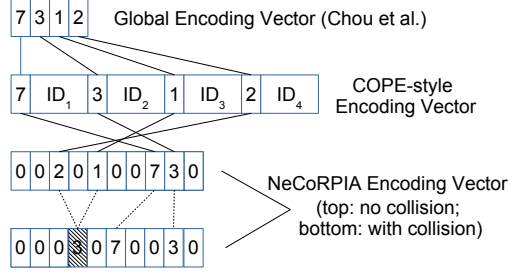 7 3 1 2 Global Encoding Vector (Chou et al.)
7 ID1 3 ID2 1 ID3 2 ID4
COPE-style
Encoding Vector
0 0 2 0 1 0 0 7 3 0
NeCoRPIA Encoding Vector
(top: no collision;
bottom: with collision)
0 0 0 3 0 7 0 0 3 0